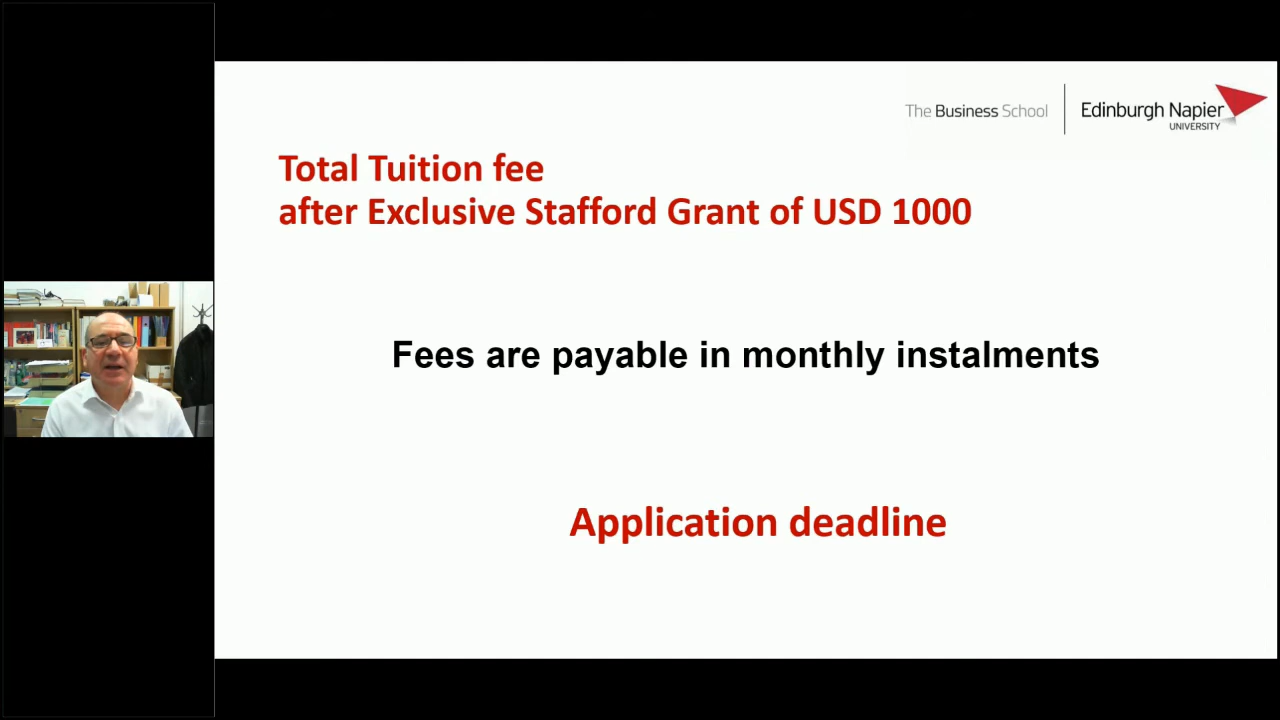 The Business School
Edinburgh Napier
UNIVERSITY
Total Tuition fee
after Exclusive Stafford Grant of USD 1000
Fees are payable in monthly instalments
Application deadline